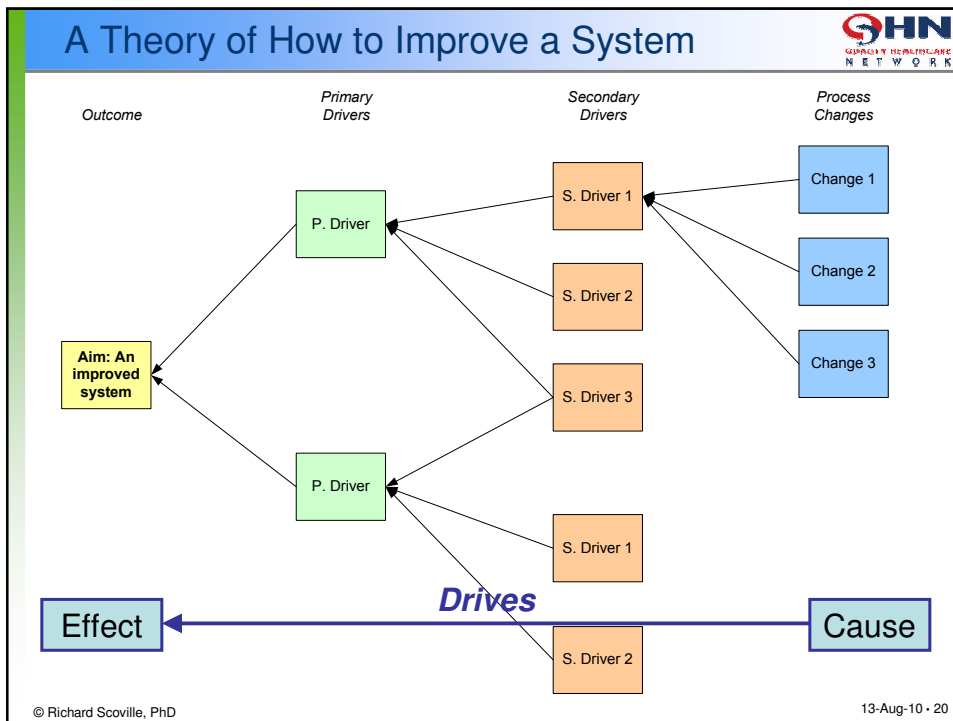 A Theory of How to Improve a System
QHN
QUALITY HEALTHCARE
NETWORK
Outcome
Primary
Drivers
Secondary
Drivers
Process
Changes
P. Driver
S. Driver 1
Change 1
S. Driver 2
Change 2
Aim: An
improved
system
S. Driver 3
Change 3
P. Driver
S. Driver 1
Drives
Effect
Cause
S. Driver 2
© Richard Scoville, PhD
13-Aug-10 • 20